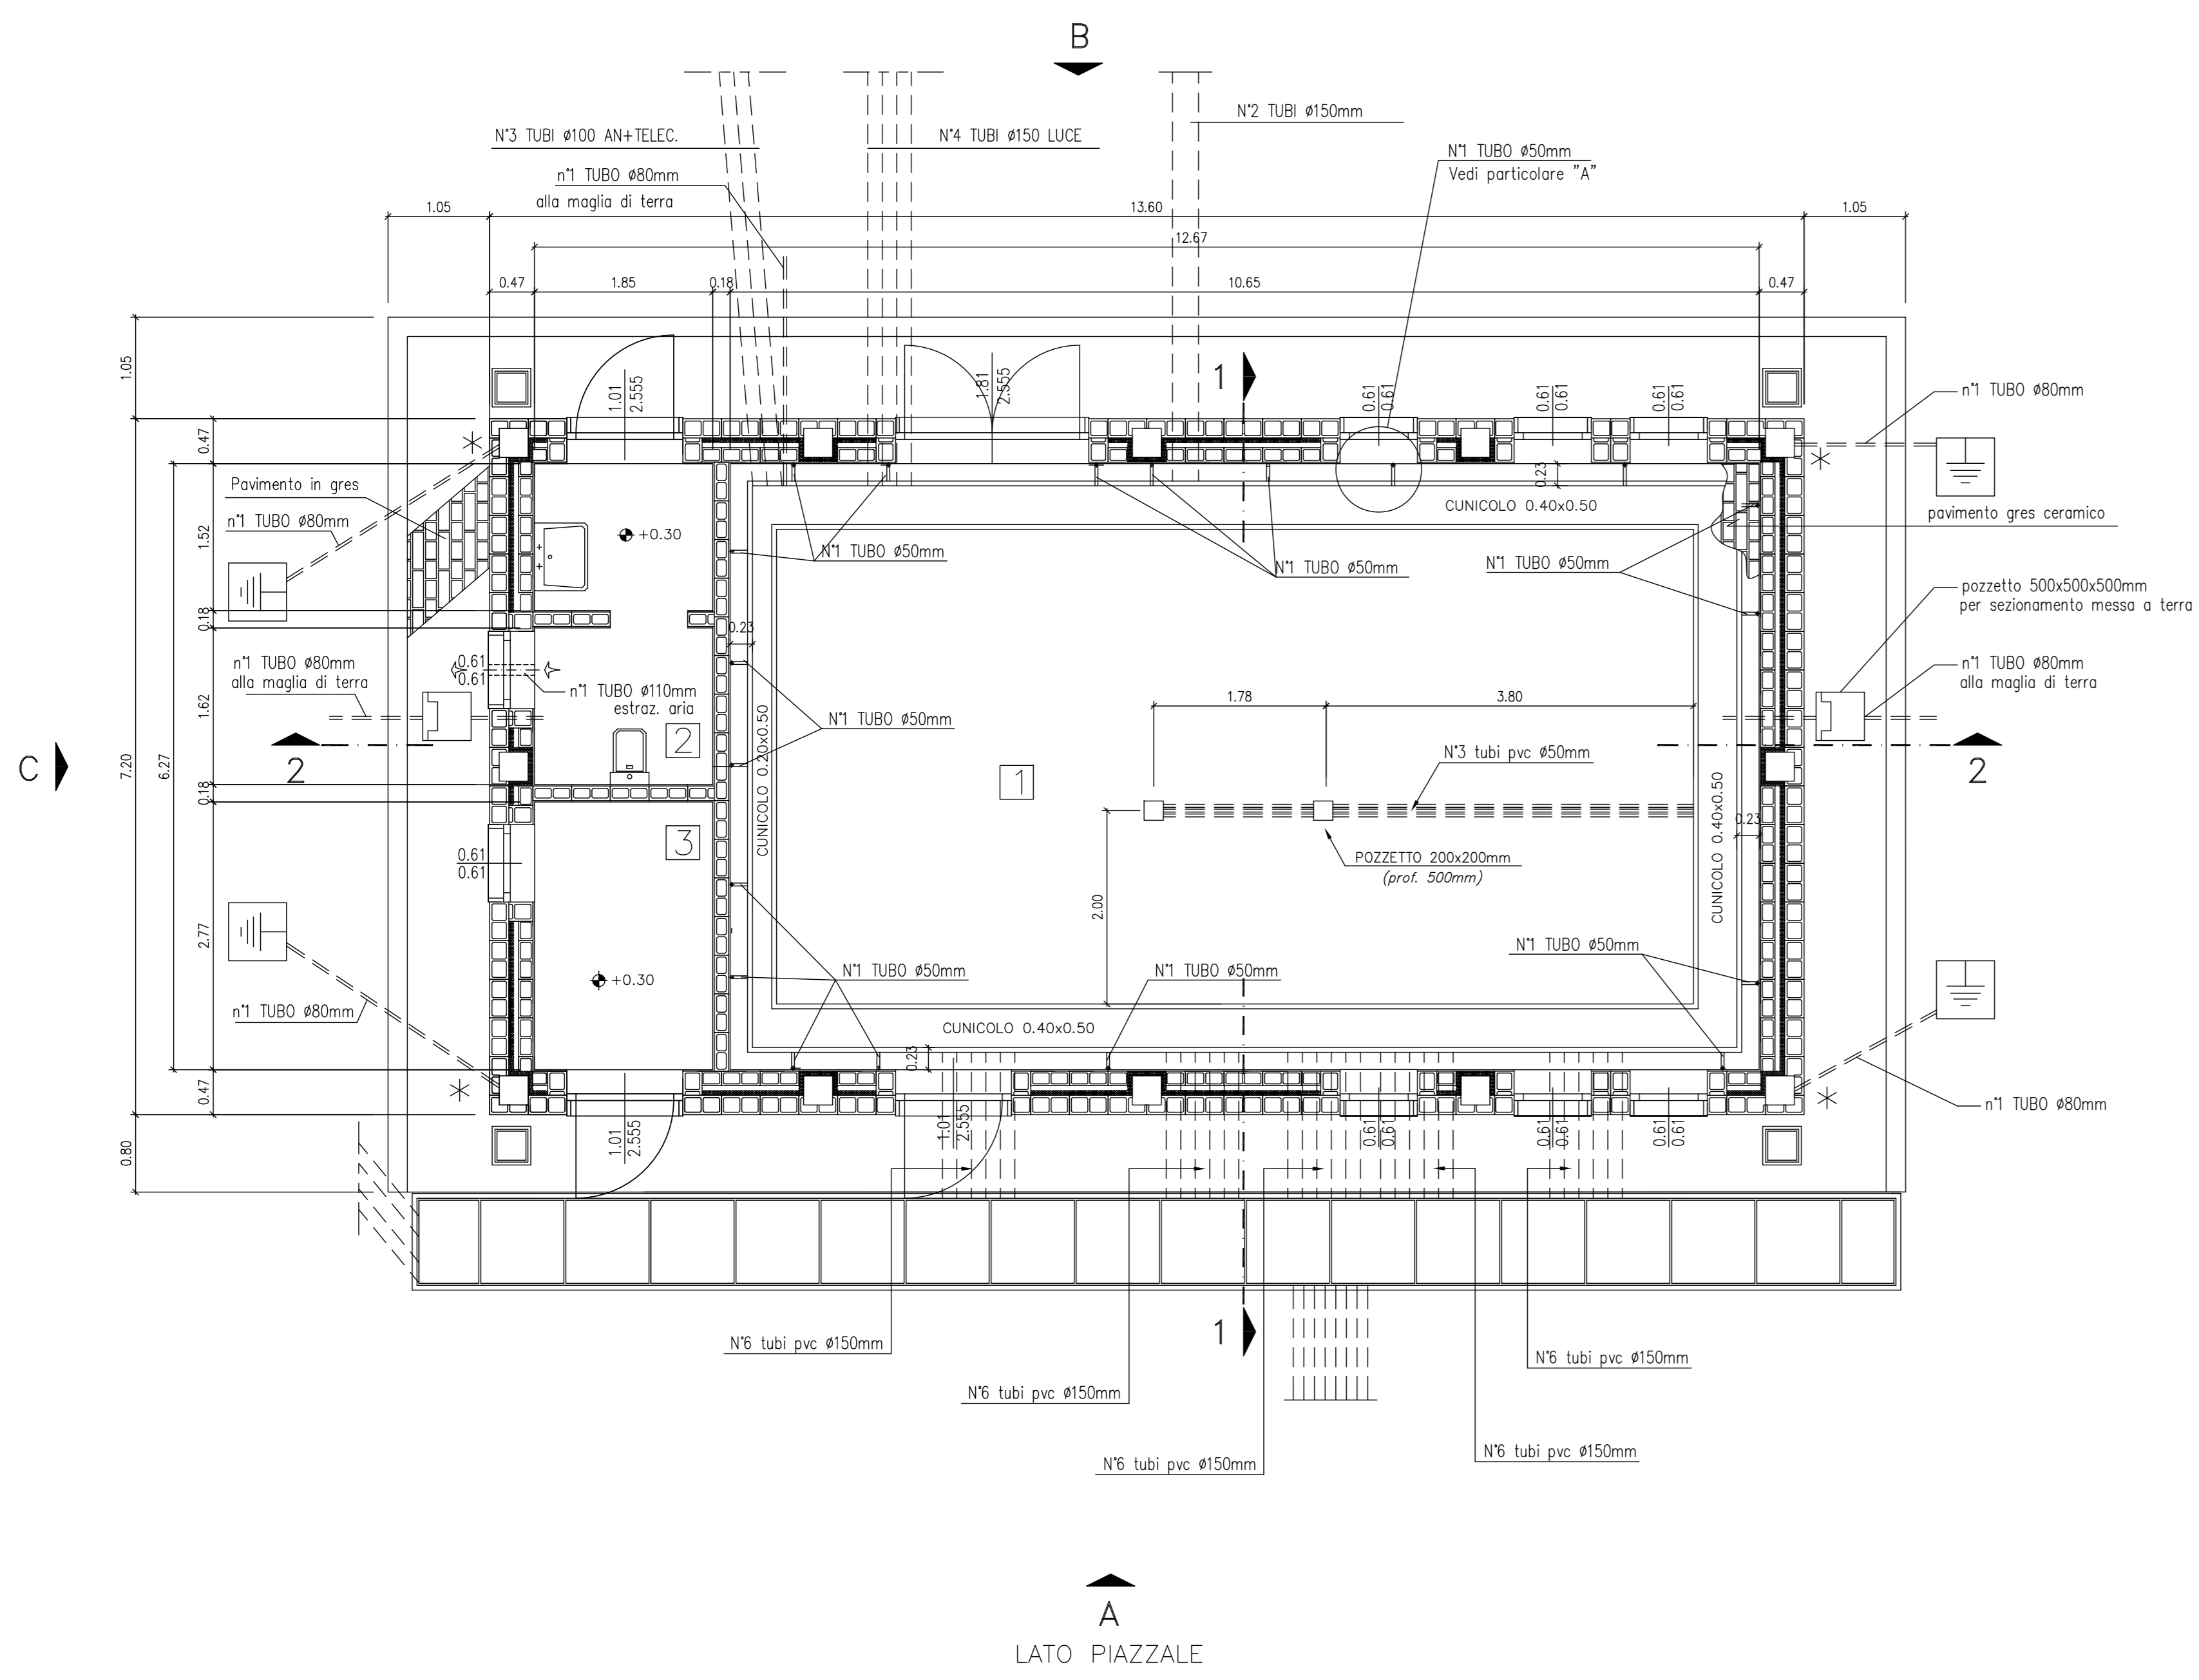 B
N°2 TUBI ø150mm
N°3 TUBI ø100 AN+TELEC.
N°4 TUBI ø150 LUCE
N°1 TUBO ø50mm
Vedi particolare "A"
n°1 TUBO ø80mm
alla maglia di terra
1.05
13.60
1.05
12.67
0.47
1.85
0.18
10.65
0.47
1.05
1.01
2.555
1.81
2.555
1
0.61
0.61
0.61
0.61
0.61
0.61
n°1 TUBO ø80mm
0.47
*
*
0.23
Pavimento in gres
CUNICOLO 0.40x0.50
pavimento gres ceramico
n°1 TUBO ø80mm
1.52
+0.30
N°1 TUBO ø50mm
N°1 TUBO ø50mm
N°1 TUBO ø50mm
pozzetto 500x500x500mm
per sezionamento messa a terra
0.18
0.23
n°1 TUBO ø80mm
alla maglia di terra
0.61
0.61
n°1 TUBO ø110mm
estraz. aria
n°1 TUBO ø80mm
alla maglia di terra
1.62
1.78
3.80
N°1 TUBO ø50mm
CUNICOLO 0.20x0.50
2
N°3 tubi pvc ø50mm
C
7.20
6.27
2
1
2
0.18
CUNICOLO 0.40x0.50
0.23
3
0.61
0.61
POZZETTO 200x200mm
(prof. 500mm)
2.00
2.77
N°1 TUBO ø50mm
+0.30
N°1 TUBO ø50mm
N°1 TUBO ø50mm
n°1 TUBO ø80mm
CUNICOLO 0.40x0.50
0.23
0.47
*
*
n°1 TUBO ø80mm
0.80
1.01
2.555
1.01
2.555
0.61
0.61
0.61
0.61
0.61
0.61
1
N°6 tubi pvc ø150mm
N°6 tubi pvc ø150mm
N°6 tubi pvc ø150mm
N°6 tubi pvc ø150mm
N°6 tubi pvc ø150mm
A
LATO PIAZZALE